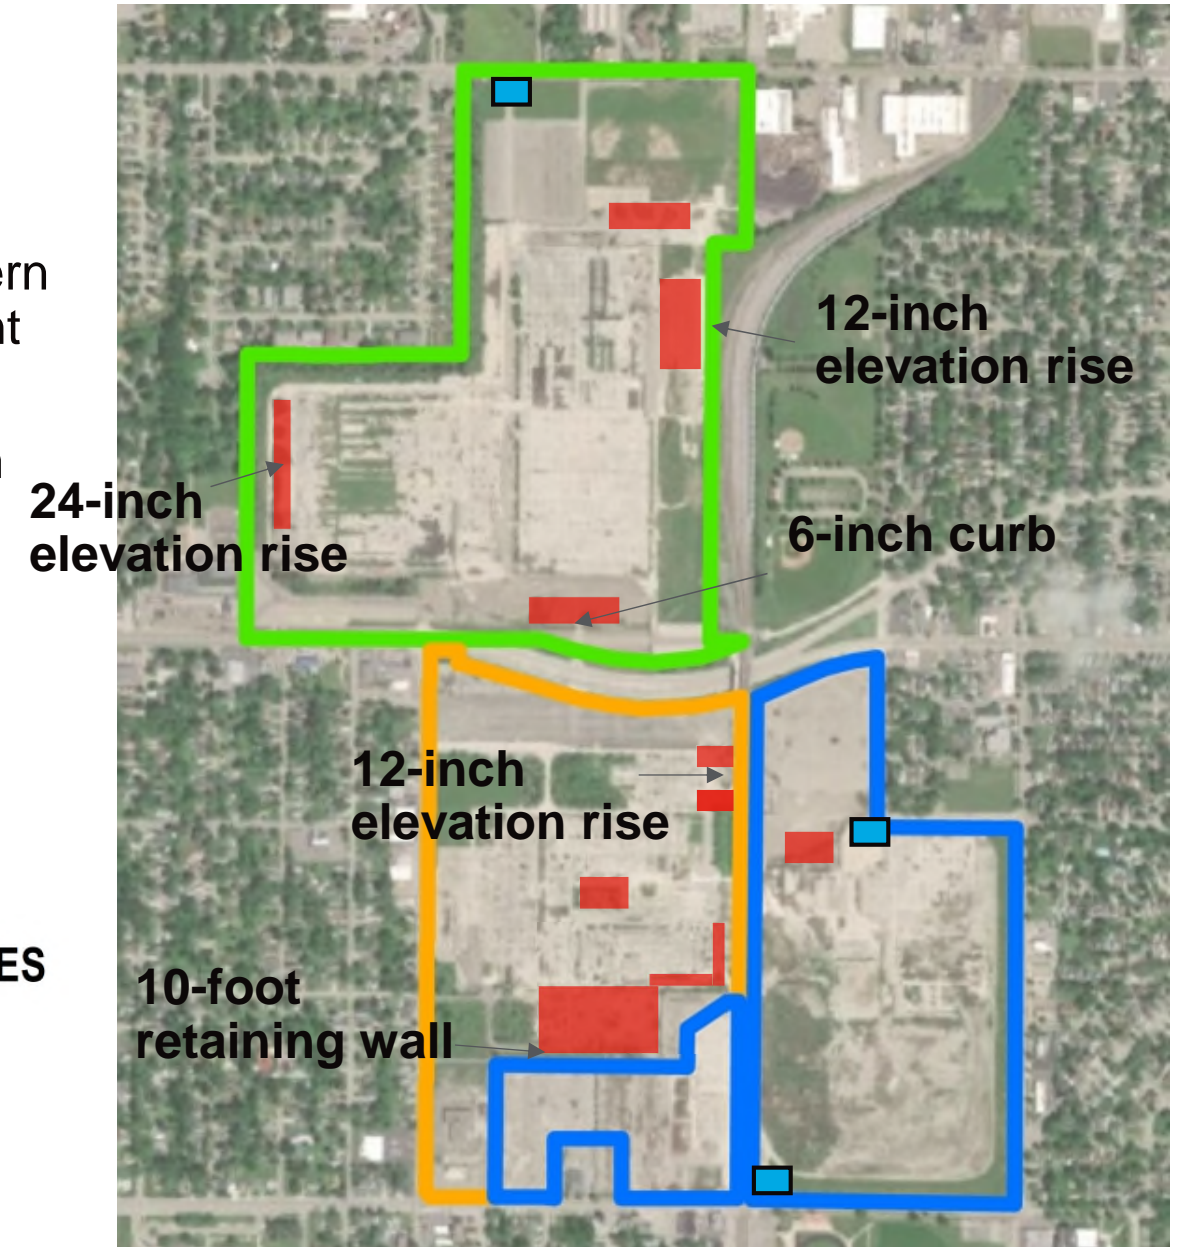 12-inch
elevation rise
24-inch
elevation rise
6-inch curb
12-inch
elevation rise
10-foot
retaining wall